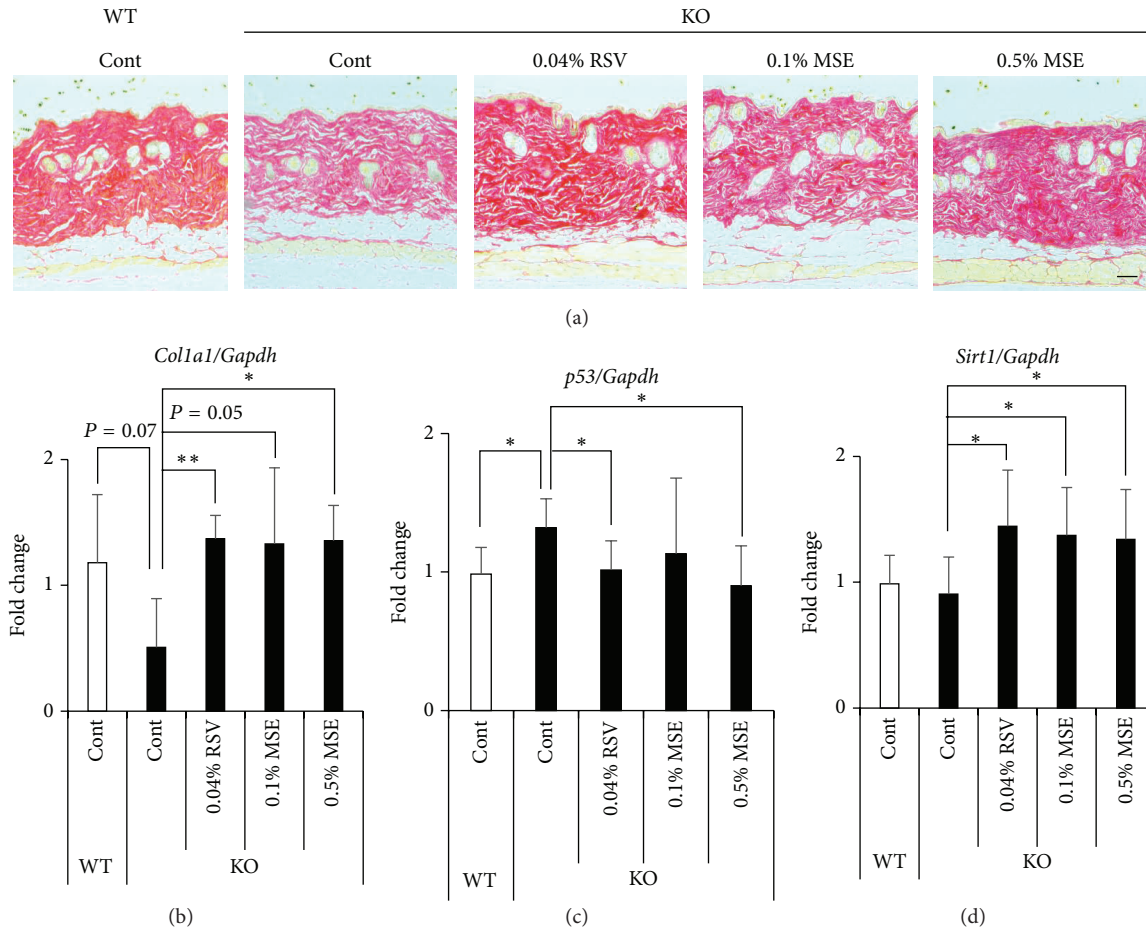 WT
KO
Cont
Cont
0.04% RSV
0.1% MSE
0.5% MSE
(a)
Col1a1/Gapdh
*
P = 0.05
P = 0.07
**
2
1
0
Fold change
Cont
Cont
0.04% RSV
0.1% MSE
0.5% MSE
WT
KO
(b)
p53/Gapdh
*
*
*
2
1
0
Fold change
Cont
Cont
0.04% RSV
0.1% MSE
0.5% MSE
WT
KO
(c)
Sirt1/Gapdh
*
*
*
2
1
0
Fold change
Cont
Cont
0.04% RSV
0.1% MSE
0.5% MSE
WT
KO
(d)